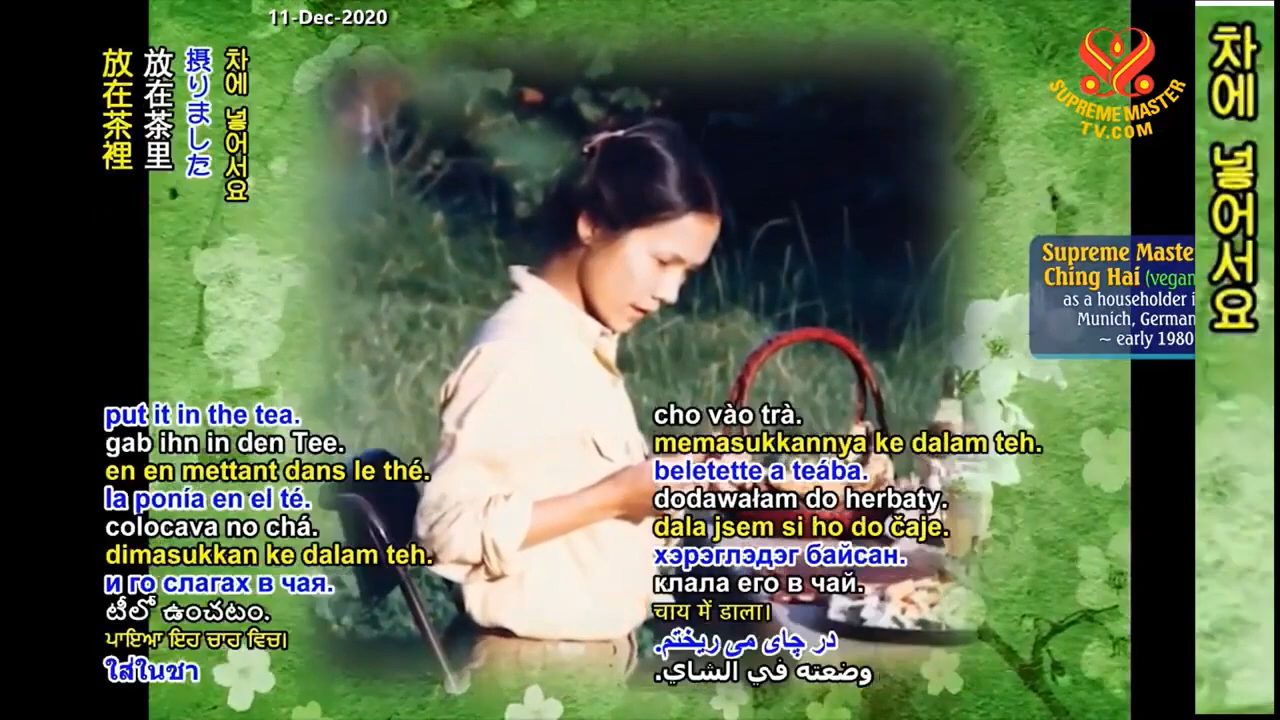 11-Dec-2020
放在茶裡
放在茶里
摂りました
차에 넣어서요
SUPREME MASTER
TV.COM
차에 넣어서요
Supreme Maste
Ching Hai (vegan
as a householder i
Munich, German
~ early 1980
put it in the tea.
gab ihn in den Tee.
en en mettant dans le thé.
la ponía en el té.
colocava no chá.
dimasukkan ke dalam teh.
и го слагах в чая.
టీలో ఉంచటం.
ਪਾਇਆ ਇਹ ਚਾਹ ਵਿਚ।
ใส่ในชา
cho vào trà.
memasukkannya ke dalam teh.
beletette a teába.
dodawałam do herbaty.
dala jsem si ho do čaje.
хэрэглэдэг байсан.
клала его в чай.
चाय में डाला।
در چای می ریختم.
وضعته في الشاي.